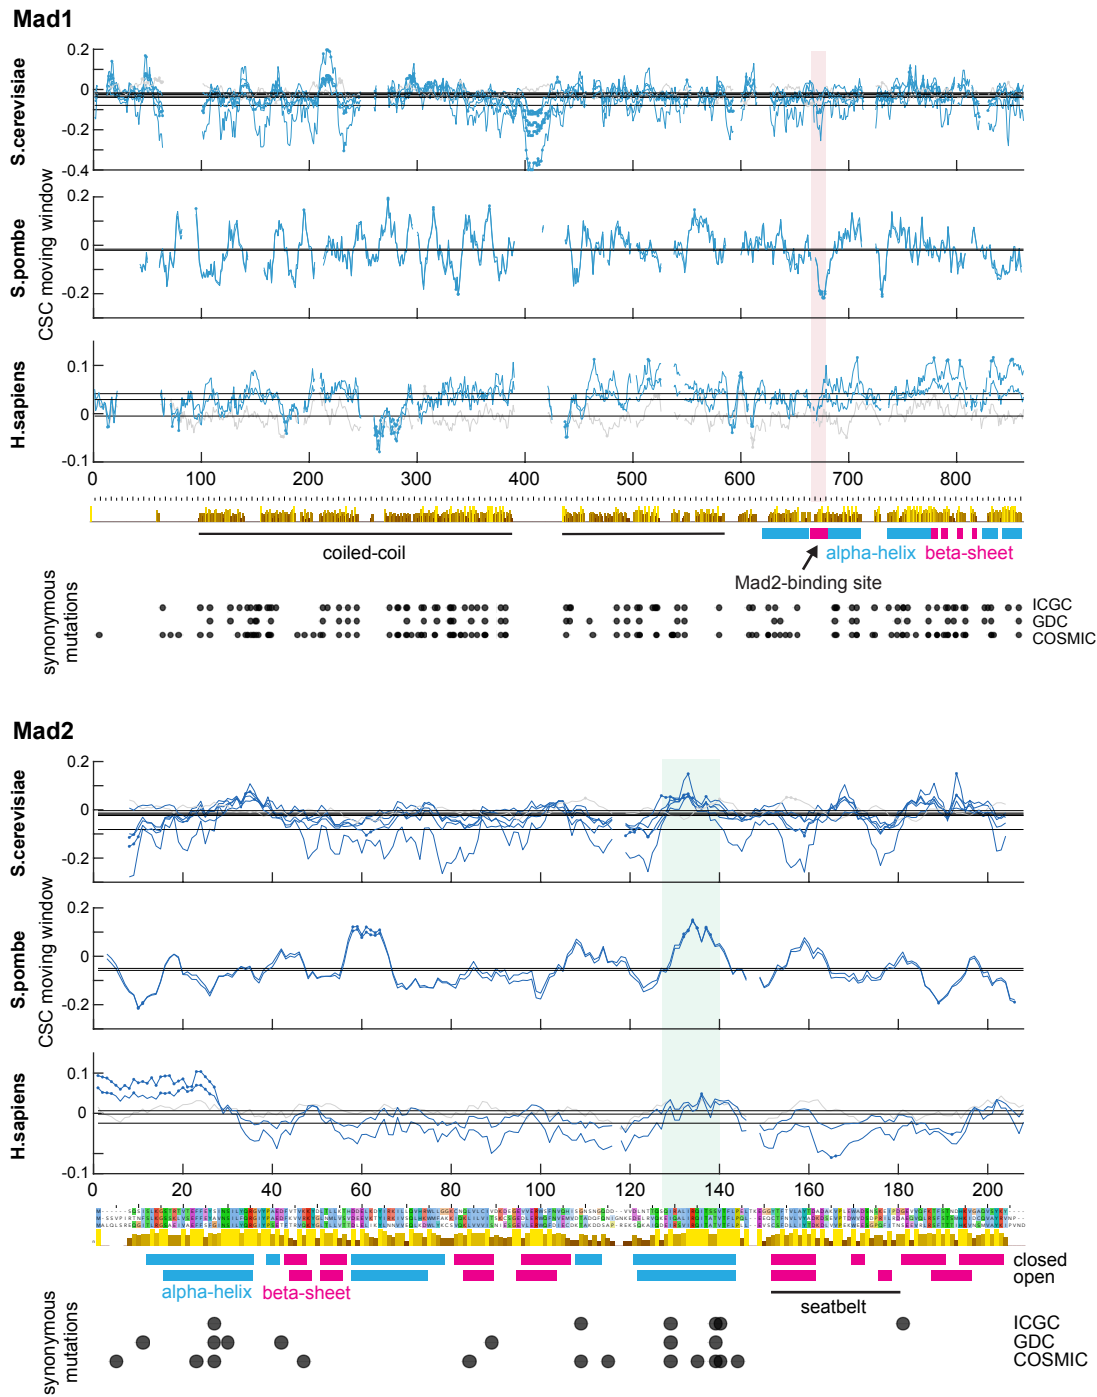 Mad1
S.cerevisiae
0.2
0
-0.2
-0.4
CSC moving window
S.pombe
0.2
0
-0.2
H.sapiens
0.1
0
-0.1
0 100 200 300 400 500 600 700 800
coiled-coil
alpha-helix beta-sheet
Mad2-binding site
synonymous
mutations
ICGC
GDC
COSMIC
Mad2
S.cerevisiae
0.2
0
-0.2
CSC moving window
S.pombe
0.2
0
-0.2
H.sapiens
0.1
0
-0.1
0 20 40 60 80 100 120 140 160 180 200
closed
open
alpha-helix beta-sheet
seatbelt
synonymous
mutations
ICGC
GDC
COSMIC